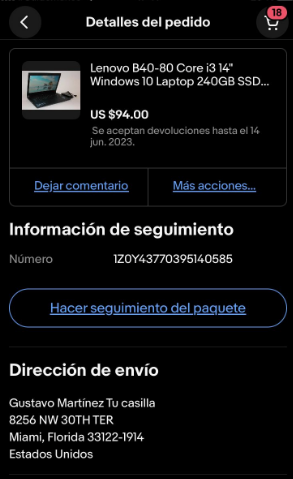 Detalles del pedido
18
Lenovo B40-80 Core i3 14"
Windows 10 Laptop 240GB SSD...
US $94.00
Se aceptan devoluciones hasta el 14
jun. 2023.
Dejar comentario
Más acciones...
Información de seguimiento
Número
1Z0Y43770395140585
Hacer seguimiento del paquete
Dirección de envío
Gustavo Martínez Tu casilla
8256 NW 30TH TER
Miami, Florida 33122-1914
Estados Unidos